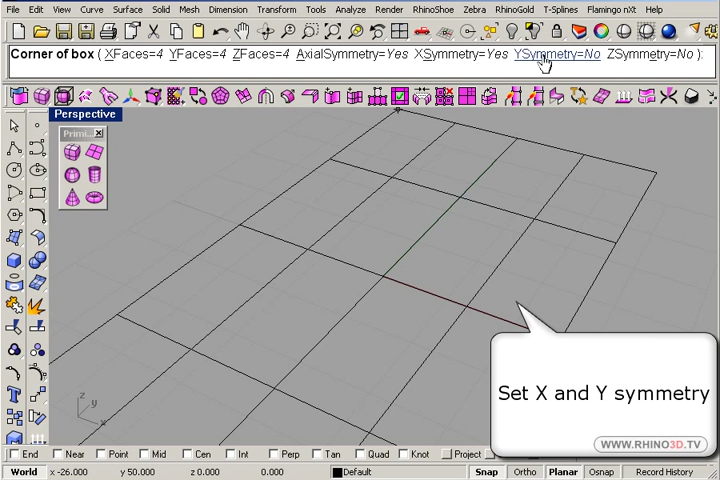 File Edit View Curve Surface Solid Mesh Dimension Transform Tools Analyze Render RhinoShoe Zebra RhinoGold T-Splines Flamingo nXt Help
Corner of box ( XFaces=4 YFaces=4 ZFaces=4 AxialSymmetry=Yes XSymmetry=Yes YSymmetry=No ZSymmetry=No ):
Perspective
Primi...
Set X and Y symmetry
WWW.RHINO3D.TV
z
y
x
End Near Point Mid Cen Int Perp Tan Quad Knot Project
World x -26.000 y 50.000 z 0.000 0.000 Default Snap Ortho Planar Osnap Record History